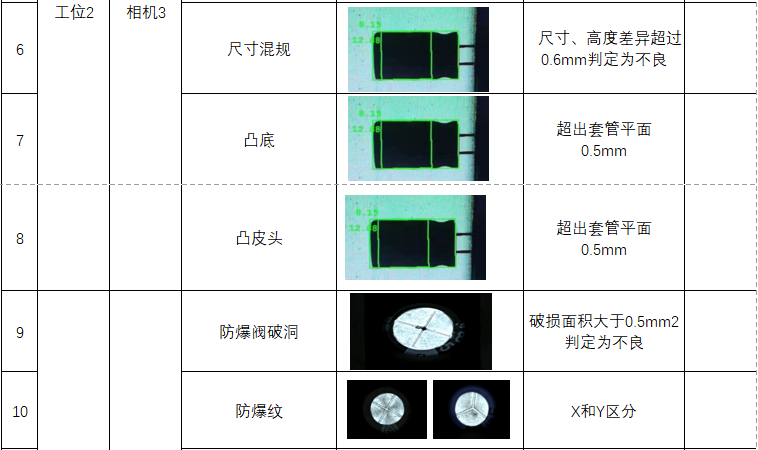 工位2 相机3
6 尺寸混规 8.15 12.08 尺寸、高度差异超过
0.6mm判定为不良
7 凸底 8.15 12.08 超出套管平面
0.5mm
8 凸皮头 8.15 12.08 超出套管平面
0.5mm
9 防爆阀破洞 破损面积大于0.5mm2
判定为不良
10 防爆纹 X和Y区分